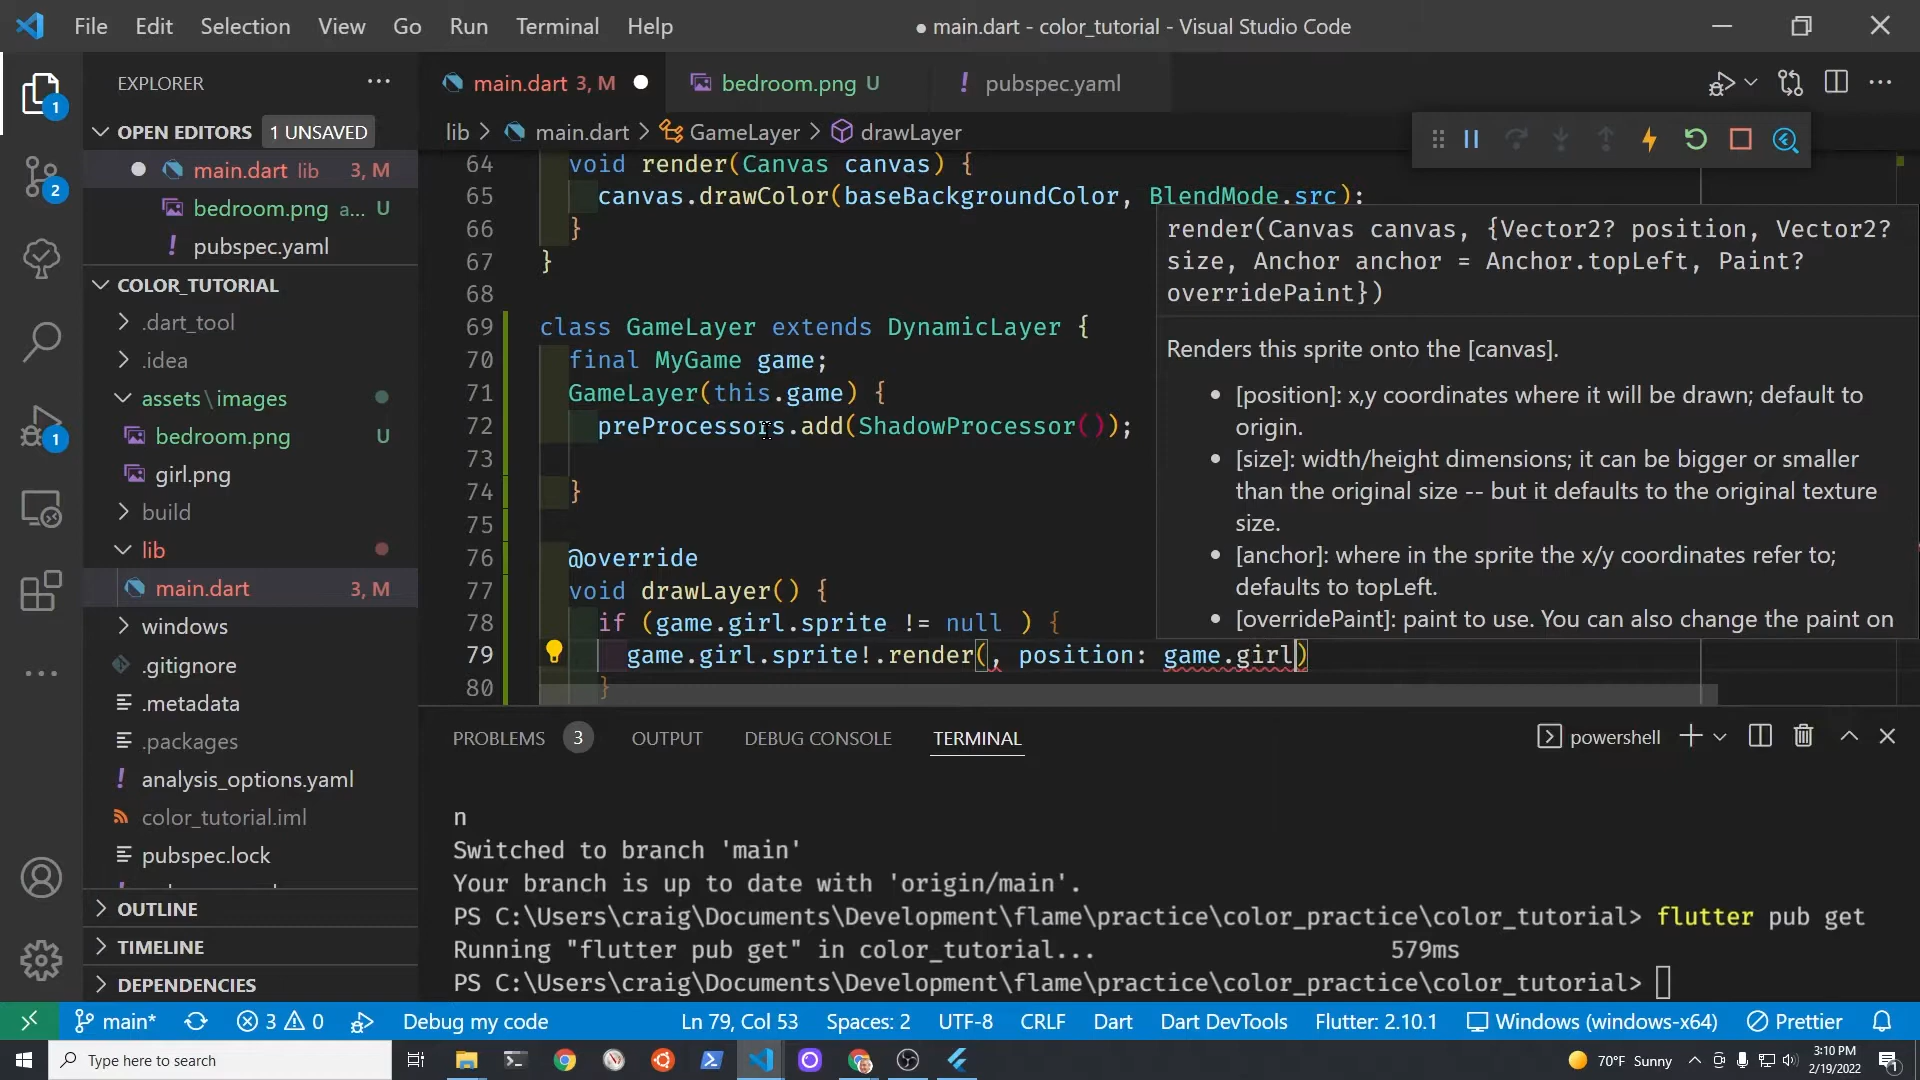 File Edit Selection View Go Run Terminal Help
● main.dart - color_tutorial - Visual Studio Code
EXPLORER
OPEN EDITORS 1 UNSAVED
main.dart lib 3, M
bedroom.png a... U
pubspec.yaml
COLOR_TUTORIAL
.dart_tool
.idea
assets\images
bedroom.png U
girl.png
build
lib
main.dart 3, M
windows
.gitignore
.metadata
.packages
analysis_options.yaml
color_tutorial.iml
pubspec.lock
OUTLINE
TIMELINE
DEPENDENCIES
1
2
1
main.dart 3, M
bedroom.png U
! pubspec.yaml
lib > main.dart > GameLayer > drawLayer
64 void render(Canvas canvas) {
65 canvas.drawColor(baseBackgroundColor, BlendMode.src);
66 }
67 }
68
69 class GameLayer extends DynamicLayer {
70 final MyGame game;
71 GameLayer(this.game) {
72 preProcessors.add(ShadowProcessor());
73
74 }
75
76 @override
77 void drawLayer() {
78 if (game.girl.sprite != null ) {
79 game.girl.sprite!.render(, position: game.girl)
80 }
render(Canvas canvas, {Vector2? position, Vector2?
size, Anchor anchor = Anchor.topLeft, Paint?
overridePaint})
Renders this sprite onto the [canvas].
• [position]: x,y coordinates where it will be drawn; default to
origin.
• [size]: width/height dimensions; it can be bigger or smaller
than the original size -- but it defaults to the original texture
size.
• [anchor]: where in the sprite the x/y coordinates refer to;
defaults to topLeft.
• [overridePaint]: paint to use. You can also change the paint on
PROBLEMS 3 OUTPUT DEBUG CONSOLE TERMINAL
powershell
n
Switched to branch 'main'
Your branch is up to date with 'origin/main'.
PS C:\Users\craig\Documents\Development\flame\practice\color_practice\color_tutorial> flutter pub get
Running "flutter pub get" in color_tutorial... 579ms
PS C:\Users\craig\Documents\Development\flame\practice\color_practice\color_tutorial>
main* 3 0 Debug my code Ln 79, Col 53 Spaces: 2 UTF-8 CRLF Dart Dart DevTools Flutter: 2.10.1 Windows (windows-x64) Prettier
Type here to search
70°F Sunny
3:10 PM
2/19/2022
1